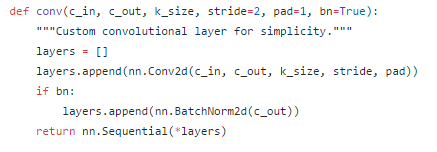 def conv(c_in, c_out, k_size, stride=2, pad=1, bn=True):
    """Custom convolutional layer for simplicity."""
    layers = []
    layers.append(nn.Conv2d(c_in, c_out, k_size, stride, pad))
    if bn:
        layers.append(nn.BatchNorm2d(c_out))
    return nn.Sequential(*layers)